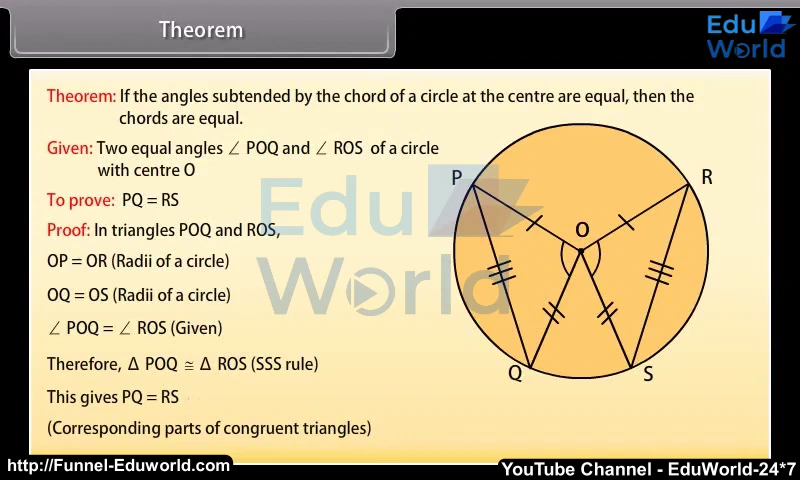 Theorem
Edu
World
Theorem: If the angles subtended by the chord of a circle at the centre are equal, then the
chords are equal.
Given: Two equal angles ∠ POQ and ∠ ROS of a circle
with centre O
To prove: PQ = RS
Proof: In triangles POQ and ROS,
OP = OR (Radii of a circle)
OQ = OS (Radii of a circle)
∠ POQ = ∠ ROS (Given)
Therefore, Δ POQ ≅ Δ ROS (SSS rule)
This gives PQ = RS
(Corresponding parts of congruent triangles)
P
R
O
Q
S
Edu
World
http://Funnel-Eduworld.com
YouTube Channel - EduWorld-24*7